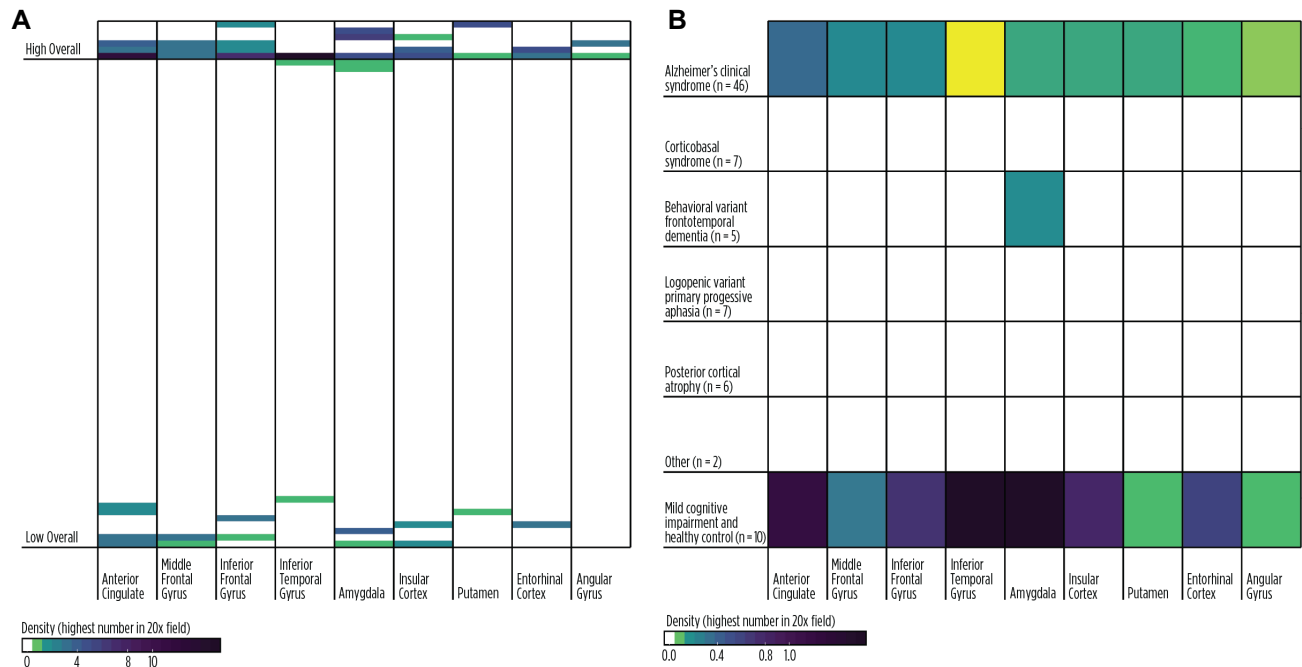 A
High Overall
Low Overall
Anterior
Cingulate
Middle
Frontal
Gyrus
Inferior
Frontal
Gyrus
Inferior
Temporal
Gyrus
Amygdala
Insular
Cortex
Putamen
Entorhinal
Cortex
Angular
Gyrus
Density (highest number in 20x field)
0 4 8 10
B
Alzheimer's clinical
syndrome (n = 46)
Corticobasal
syndrome (n = 7)
Behavioral variant
frontotemporal
dementia (n = 5)
Logopenic variant
primary progessive
aphasia (n = 7)
Posterior cortical
atrophy (n = 6)
Other (n = 2)
Mild cognitive
impairment and
healthy control (n = 10)
Anterior
Cingulate
Middle
Frontal
Gyrus
Inferior
Frontal
Gyrus
Inferior
Temporal
Gyrus
Amygdala
Insular
Cortex
Putamen
Entorhinal
Cortex
Angular
Gyrus
Density (highest number in 20x field)
0.0 0.4 0.8 1.0